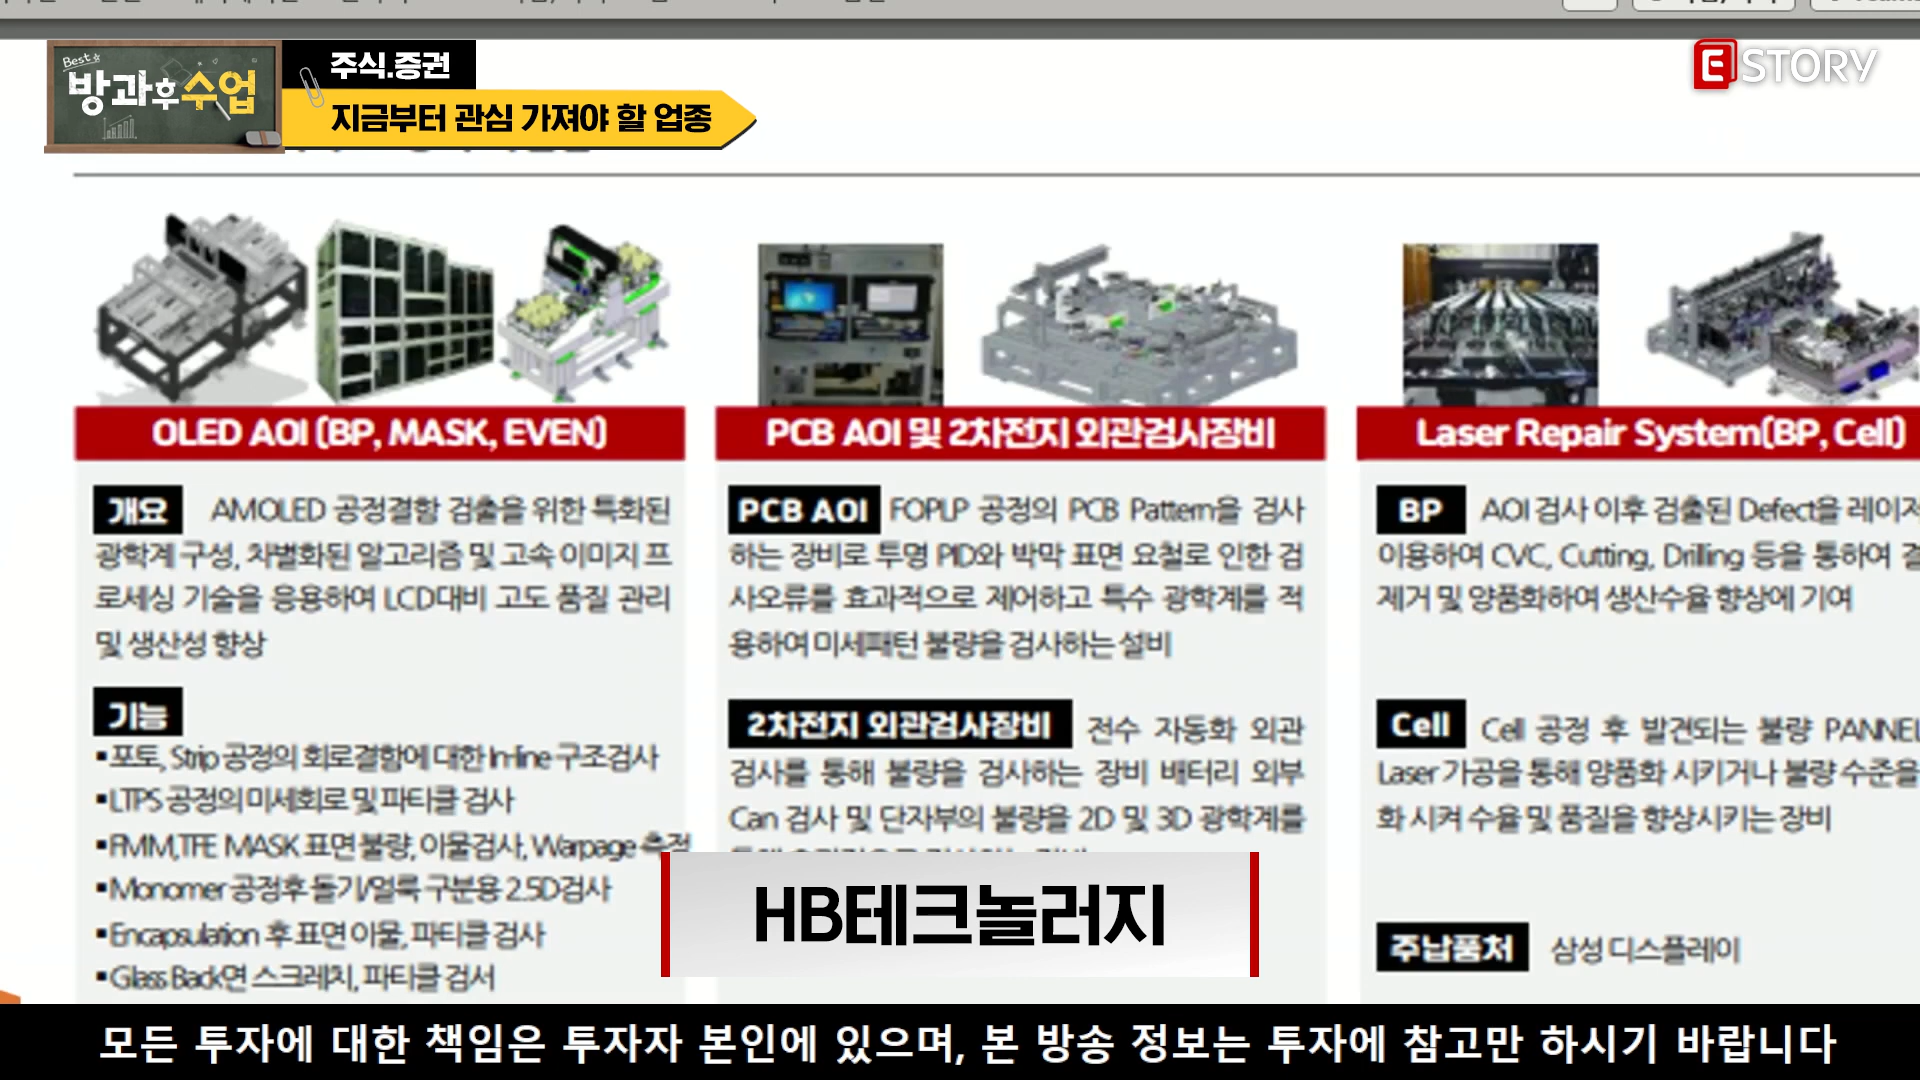 Best
방과후수업
주식.증권
지금부터 관심 가져야 할 업종
E STORY
OLED AOI (BP, MASK, EVEN)
개요 AMOLED 공정결함 검출을 위한 특화된
광학계 구성, 차별화된 알고리즘 및 고속 이미지 프
로세싱 기술을 응용하여 LCD대비 고도 품질 관리
및 생산성 향상
기능
▪포토, Strip 공정의 회로결함에 대한 In-line 구조검사
▪LTPS 공정의 미세회로 및 파티클 검사
▪FMM,TFE MASK 표면 불량, 이물검사, Warpage 측정
▪Monomer 공정후 돌기/얼룩 구분용 2.5D검사
▪Encapsulation 후 표면 이물, 파티클 검사
▪Glass Back면 스크레치, 파티클 검서
PCB AOI 및 2차전지 외관검사장비
PCB AOI FOPLP 공정의 PCB Pattern을 검사
하는 장비로 투명 PID와 박막 표면 요철로 인한 검
사오류를 효과적으로 제어하고 특수 광학계를 적
용하여 미세패턴 불량을 검사하는 설비
2차전지 외관검사장비 전수 자동화 외관
검사를 통해 불량을 검사하는 장비 배터리 외부
Can 검사 및 단자부의 불량을 2D 및 3D 광학계를
Laser Repair System(BP, Cell)
BP AOI 검사 이후 검출된 Defect을 레이저
이용하여 CVC, Cutting, Drilling 등을 통하여 결
제거 및 양품화하여 생산수율 향상에 기여
Cell Cell 공정 후 발견되는 불량 PANNEL
Laser 가공을 통해 양품화 시키거나 불량 수준을
화 시켜 수율 및 품질을 향상시키는 장비
주납품처 삼성 디스플레이
HB테크놀러지
모든 투자에 대한 책임은 투자자 본인에 있으며, 본 방송 정보는 투자에 참고만 하시기 바랍니다